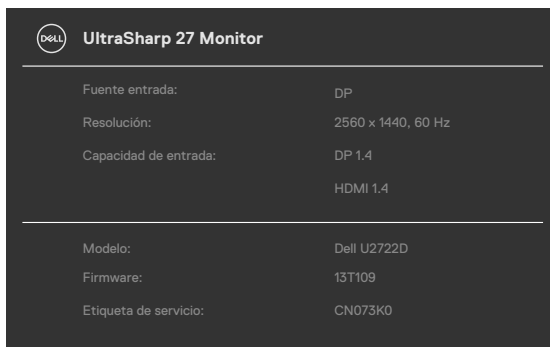 DELL UltraSharp 27 Monitor
Fuente entrada: DP
Resolución: 2560 x 1440, 60 Hz
Capacidad de entrada: DP 1.4
HDMI 1.4
Modelo: Dell U2722D
Firmware: 13T109
Etiqueta de servicio: CN073K0